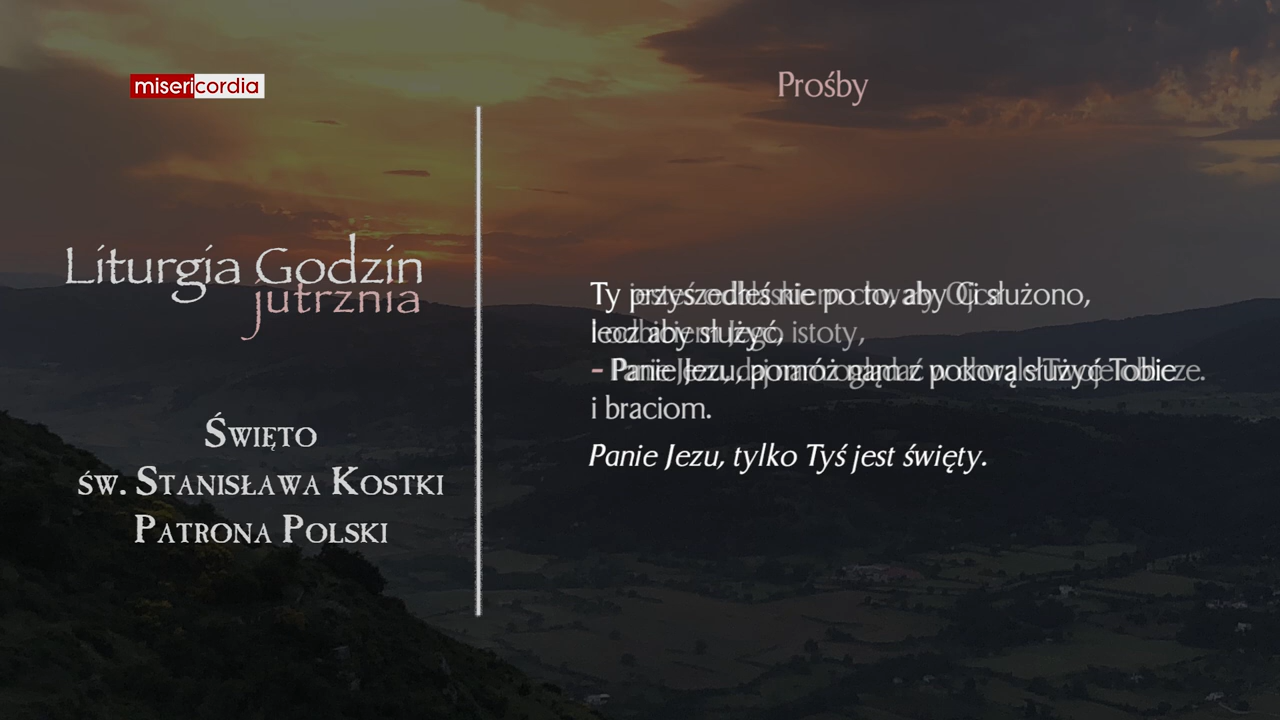 misericordia
Prośby
Liturgia Godzin
jutrznia
Święto
św. Stanisława Kostki
Patrona Polski
Ty przyszedłeś nie po to, aby Ci służono,
lecz aby służyć,
- Panie Jezu, pomóż nam z pokorą służyć Tobie
i braciom.
Panie Jezu, tylko Tyś jest święty.